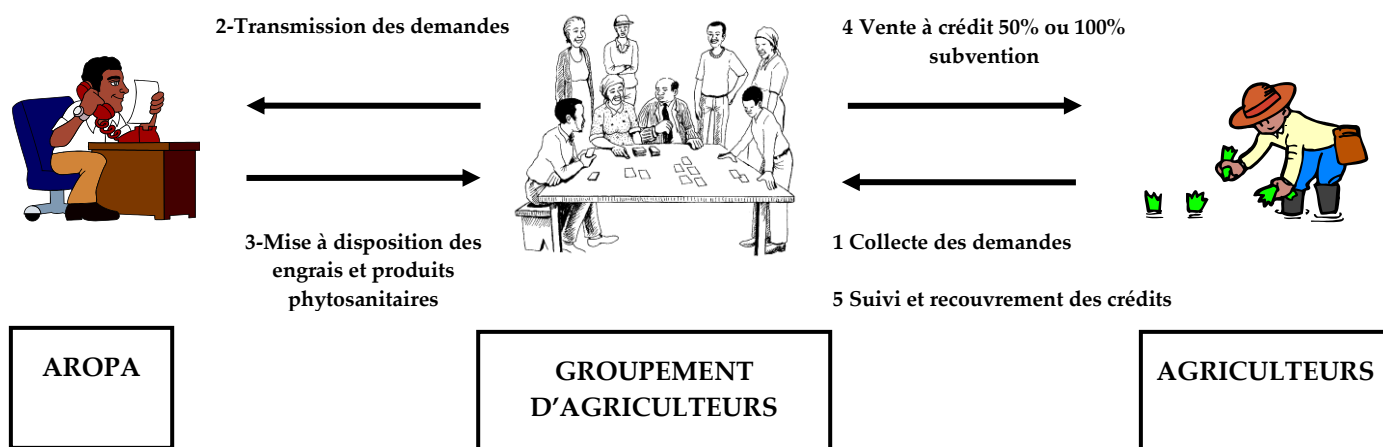 2-Transmission des demandes
4 Vente à crédit 50% ou 100%
subvention
3-Mise à disposition des
engrais et produits
phytosanitaires
1 Collecte des demandes
5 Suivi et recouvrement des crédits
AROPA
GROUPEMENT
D’AGRICULTEURS
AGRICULTEURS